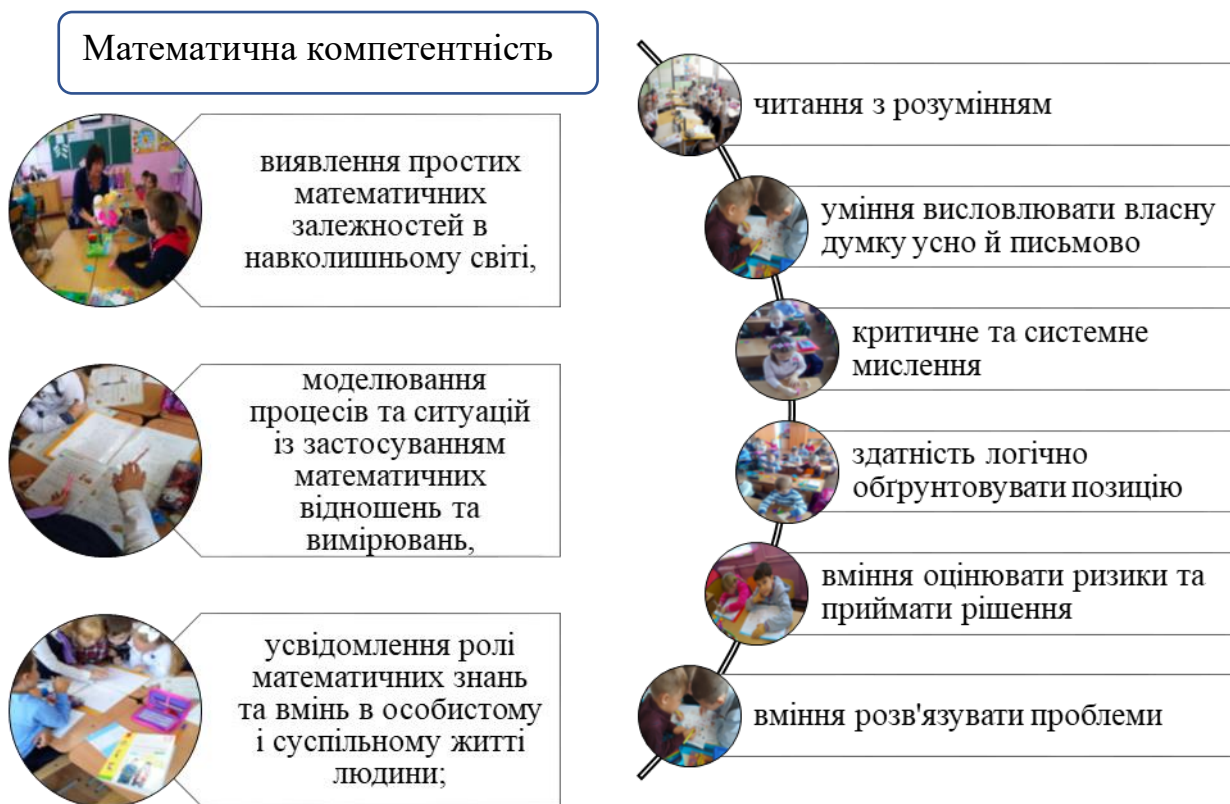 Математична компетентність
виявлення простих
математичних
залежностей в
навколишньому світі,
моделювання
процесів та ситуацій
із застосуванням
математичних
відношень та
вимірювань,
усвідомлення ролі
математичних знань
та вмінь в особистому
і суспільному житті
людини;
читання з розумінням
уміння висловлювати власну
думку усно й письмово
критичне та системне
мислення
здатність логічно
обґрунтовувати позицію
вміння оцінювати ризики та
приймати рішення
вміння розв'язувати проблеми